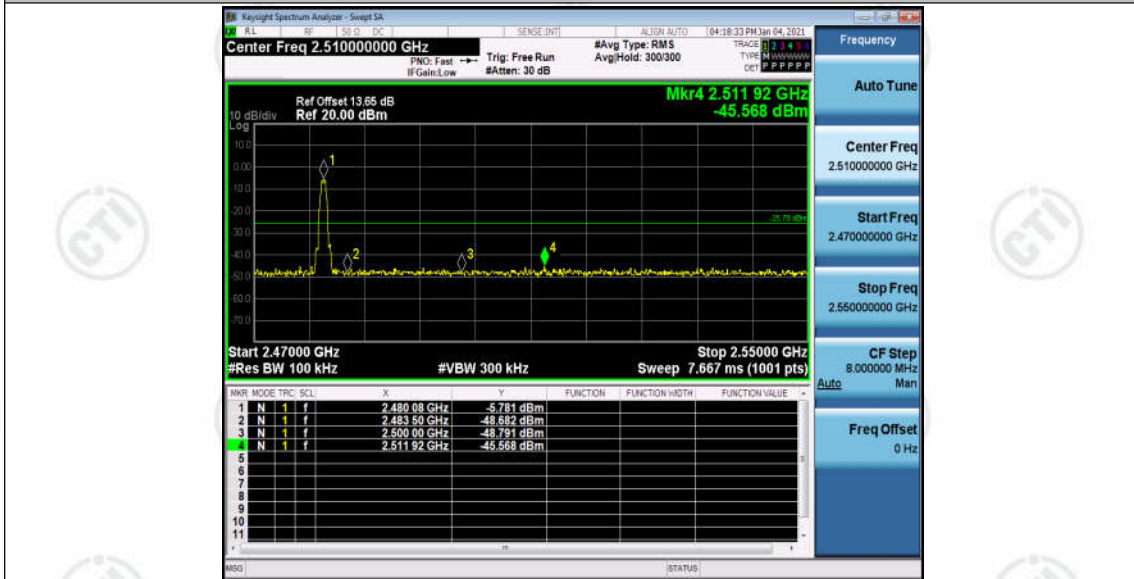 Keysight Spectrum Analyzer - Swept SA
RL RF 50 Ω DC SENSE:INT ALIGN AUTO 04:18:33 PM Jan 04, 2021
Center Freq 2.510000000 GHz
#Avg Type: RMS
TRACE 1 2 3 4 5 6
PNO: Fast
Trig: Free Run
Avg|Hold: 300/300
TYPE M W W W W W
IFGain:Low
#Atten: 30 dB
DET P P P P P P
Mkr4 2.511 92 GHz
-45.568 dBm
Ref Offset 13.65 dB
10 dB/div Ref 20.00 dBm
Log
10.0
0.00
-10.0
-20.0
-30.0
-40.0
-50.0
-60.0
-70.0
1
2
3
4
-25.78 dBm
Start 2.47000 GHz Stop 2.55000 GHz
#Res BW 100 kHz #VBW 300 kHz Sweep 7.667 ms (1001 pts)
MKR MODE TRC SCL X Y FUNCTION FUNCTION WIDTH FUNCTION VALUE
1 N 1 f 2.480 08 GHz -5.781 dBm
2 N 1 f 2.483 50 GHz -48.682 dBm
3 N 1 f 2.500 00 GHz -48.791 dBm
4 N 1 f 2.511 92 GHz -45.568 dBm
5
6
7
8
9
10
11
MSG STATUS
Frequency
Auto Tune
Center Freq
2.510000000 GHz
Start Freq
2.470000000 GHz
Stop Freq
2.550000000 GHz
CF Step
8.000000 MHz
Auto Man
Freq Offset
0 Hz
CTI
CTI